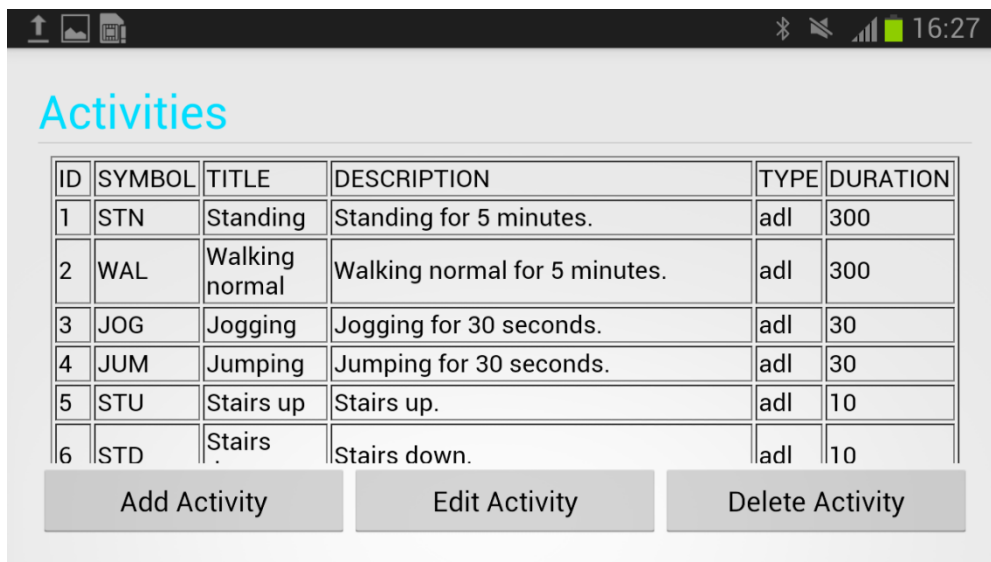 16:27
Activities
ID SYMBOL TITLE DESCRIPTION TYPE DURATION
1 STN Standing Standing for 5 minutes. adl 300
2 WAL Walking normal Walking normal for 5 minutes. adl 300
3 JOG Jogging Jogging for 30 seconds. adl 30
4 JUM Jumping Jumping for 30 seconds. adl 30
5 STU Stairs up Stairs up. adl 10
6 STD Stairs Stairs down. adl 10
Add Activity Edit Activity Delete Activity